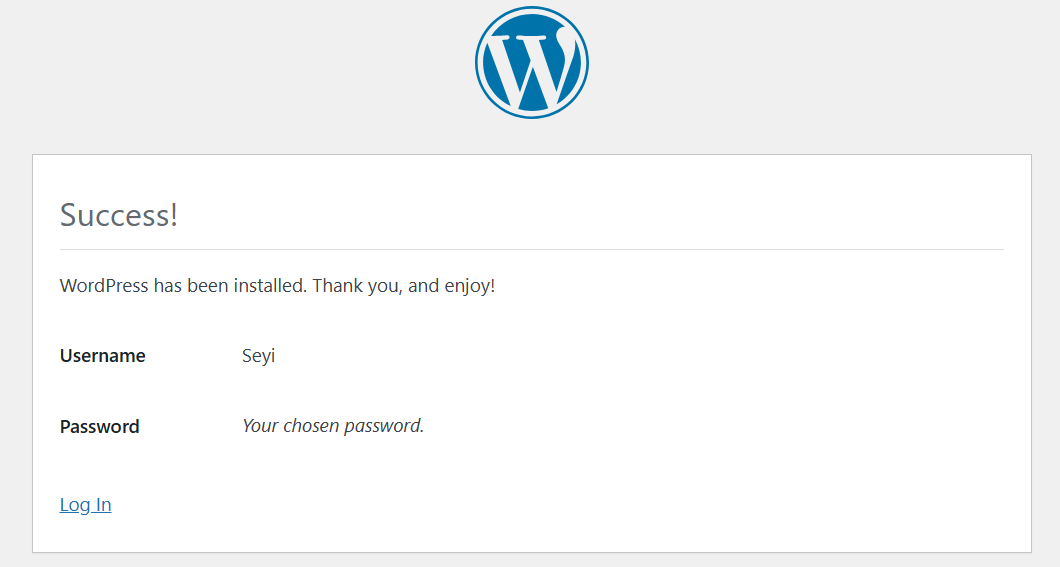 Success!
WordPress has been installed. Thank you, and enjoy!
Username Seyi
Password Your chosen password.
Log In